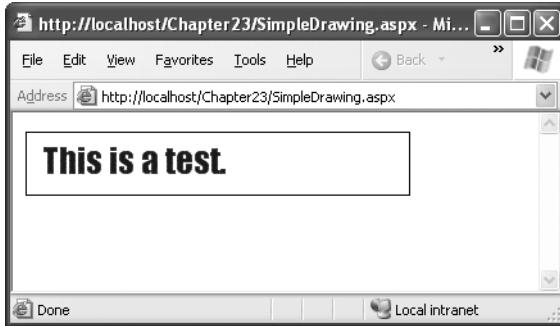 http://localhost/Chapter23/SimpleDrawing.aspx - Mi...
File Edit View Favorites Tools Help Back »
Address http://localhost/Chapter23/SimpleDrawing.aspx
This is a test.
Done Local intranet